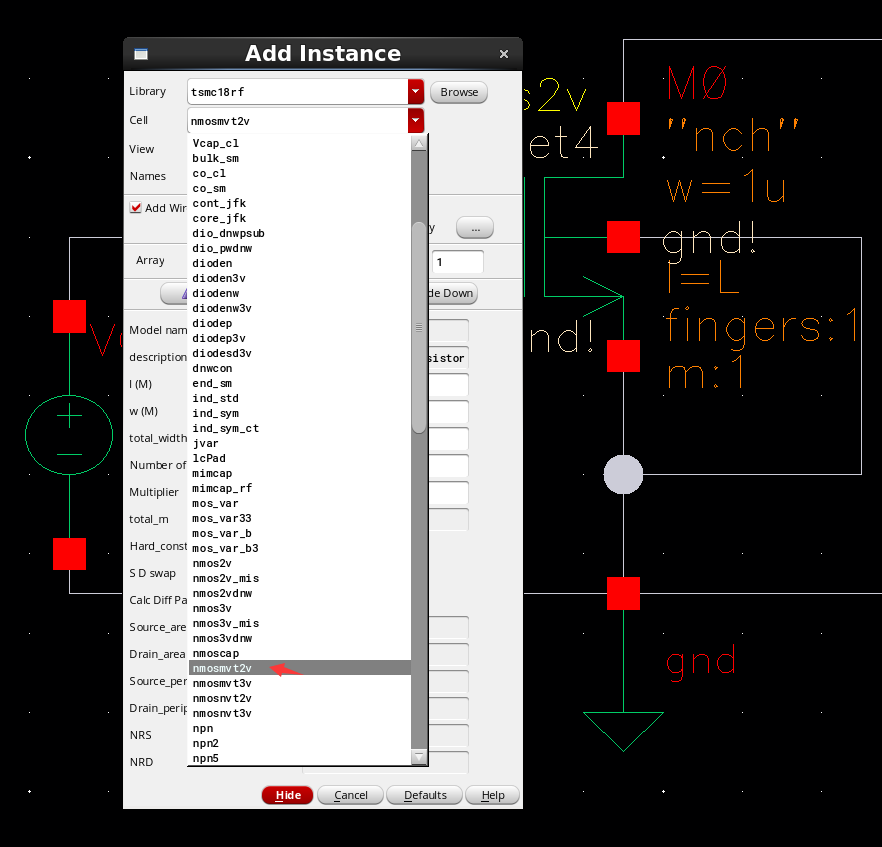 Add Instance
Library
tsmc18rf
Browse
Cell
nmosmvt2v
View
Names
Add Wir
y
...
Array
1
de Down
Model nam
description
sistor
l (M)
w (M)
total_width
Number of
Multiplier
total_m
Hard_const
S D swap
Calc Diff Pa
Source_are
Drain_area
Source_per
Drain_perip
NRS
NRD
Vcap_cl
bulk_sm
co_cl
co_sm
cont_jfk
core_jfk
dio_dnwpsub
dio_pwdnw
dioden
dioden3v
diodenw
diodenw3v
diodep
diodep3v
diodesd3v
dnwcon
end_sm
ind_std
ind_sym
ind_sym_ct
jvar
lcPad
mimcap
mimcap_rf
mos_var
mos_var33
mos_var_b
mos_var_b3
nmos2v
nmos2v_mis
nmos2vdnw
nmos3v
nmos3v_mis
nmos3vdnw
nmoscap
nmosmvt2v
nmosmvt3v
nmosnvt2v
nmosnvt3v
npn
npn2
npn5
Hide
Cancel
Defaults
Help
s2v
et4
nd!
M0
"nch"
w=1u
gnd!
l=L
fingers:1
m:1
gnd